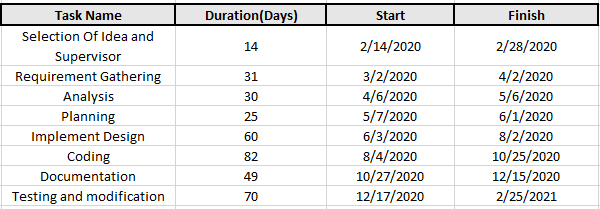 Task Name Duration(Days) Start Finish
Selection Of Idea and
Supervisor 14 2/14/2020 2/28/2020
Requirement Gathering 31 3/2/2020 4/2/2020
Analysis 30 4/6/2020 5/6/2020
Planning 25 5/7/2020 6/1/2020
Implement Design 60 6/3/2020 8/2/2020
Coding 82 8/4/2020 10/25/2020
Documentation 49 10/27/2020 12/15/2020
Testing and modification 70 12/17/2020 2/25/2021